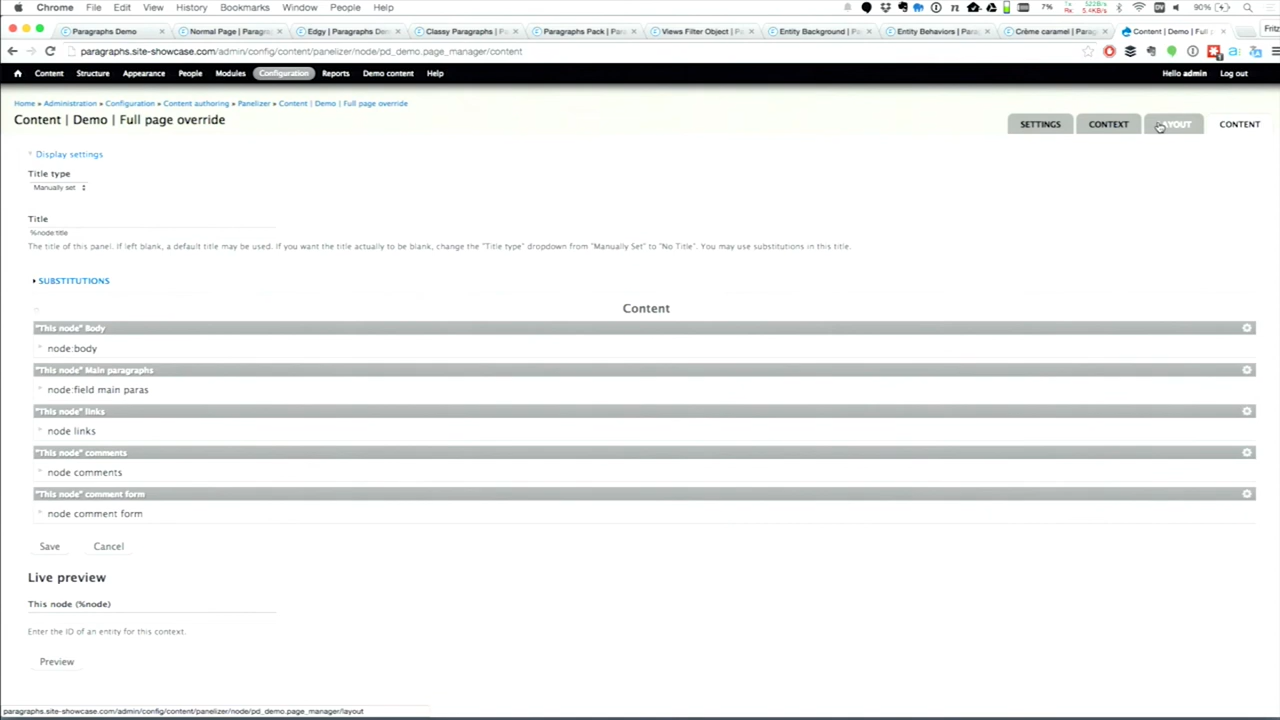 Chrome File Edit View History Bookmarks Window People Help 7% 90%
Paragraphs Demo Normal Page | Paragra Edgy | Paragraphs Dem Classy Paragraphs | P Paragraphs Pack | Para Views Filter Object | Pa Entity Background | Pa Entity Behaviors | Para Crème caramel | Parag Content | Demo | Full p Fritz
paragraphs.site-showcase.com/admin/config/content/panelizer/node/pd_demo.page_manager/content
Content Structure Appearance People Modules Configuration Reports Demo content Help Hello admin Log out
Home » Administration » Configuration » Content authoring » Panelizer » Content | Demo | Full page override
Content | Demo | Full page override
SETTINGS CONTEXT LAYOUT CONTENT
Display settings
Title type
Manually set
Title
%node:title
The title of this panel. If left blank, a default title may be used. If you want the title actually to be blank, change the "Title type" dropdown from "Manually Set" to "No Title". You may use substitutions in this title.
SUBSTITUTIONS
Content
"This node" Body
node:body
"This node" Main paragraphs
node:field main paras
"This node" links
node links
"This node" comments
node comments
"This node" comment form
node comment form
Save Cancel
Live preview
This node (%node)
Enter the ID of an entity for this context.
Preview
paragraphs.site-showcase.com/admin/config/content/panelizer/node/pd_demo.page_manager/layout